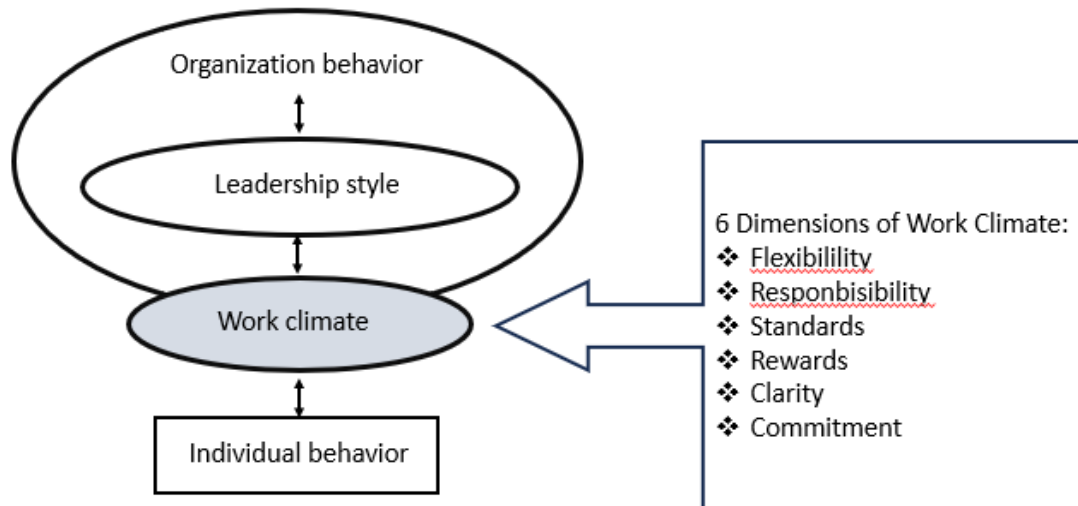 Organization behavior
Leadership style
Work climate
Individual behavior
6 Dimensions of Work Climate:
❖ Flexibilility
❖ Responbisibility
❖ Standards
❖ Rewards
❖ Clarity
❖ Commitment